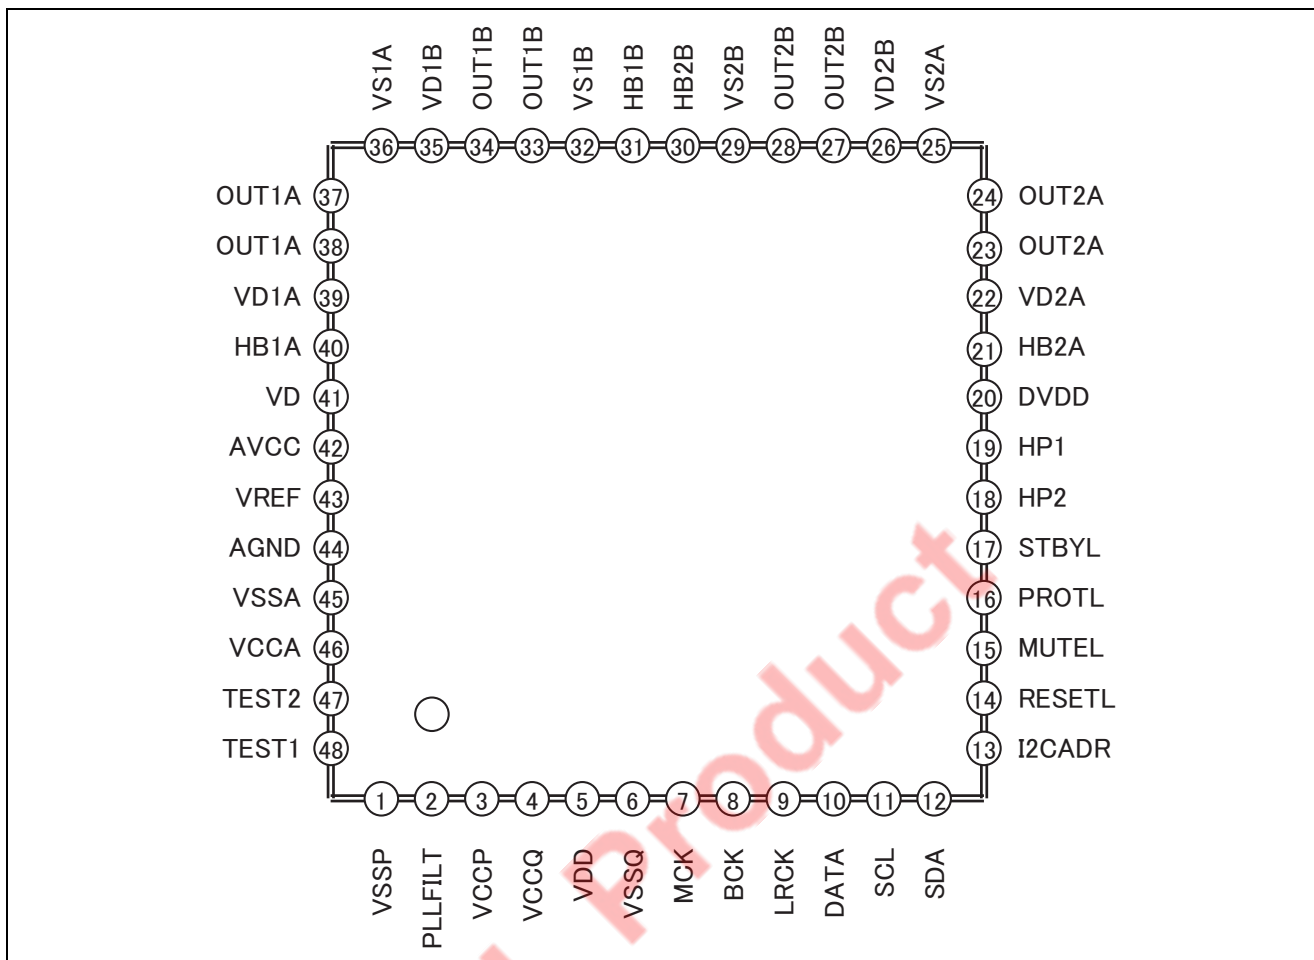 VS1A
VD1B
OUT1B
OUT1B
VS1B
HB1B
HB2B
VS2B
OUT2B
OUT2B
VD2B
VS2A
36 35 34 33 32 31 30 29 28 27 26 25
OUT1A 37
OUT1A 38
VD1A 39
HB1A 40
VD 41
AVCC 42
VREF 43
AGND 44
VSSA 45
VCCA 46
TEST2 47
TEST1 48
24 OUT2A
23 OUT2A
22 VD2A
21 HB2A
20 DVDD
19 HP1
18 HP2
17 STBYL
16 PROTL
15 MUTEL
14 RESETL
13 I2CADR
1 2 3 4 5 6 7 8 9 10 11 12
VSSP
PLLFILT
VCCP
VCCQ
VDD
VSSQ
MCK
BCK
LRCK
DATA
SCL
SDA
Product